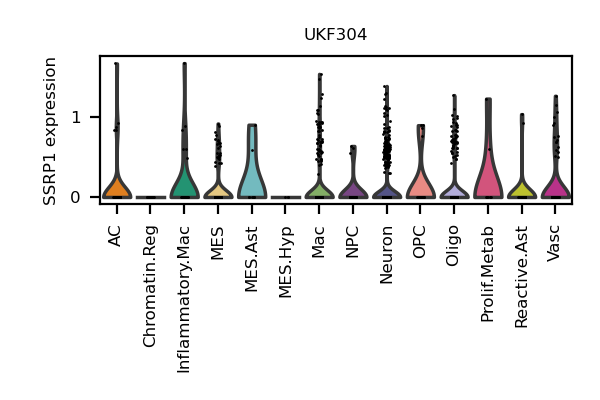 UKF304
SSRP1 expression
1
0
AC
Chromatin.Reg
Inflammatory.Mac
MES
MES.Ast
MES.Hyp
Mac
NPC
Neuron
OPC
Oligo
Prolif.Metab
Reactive.Ast
Vasc